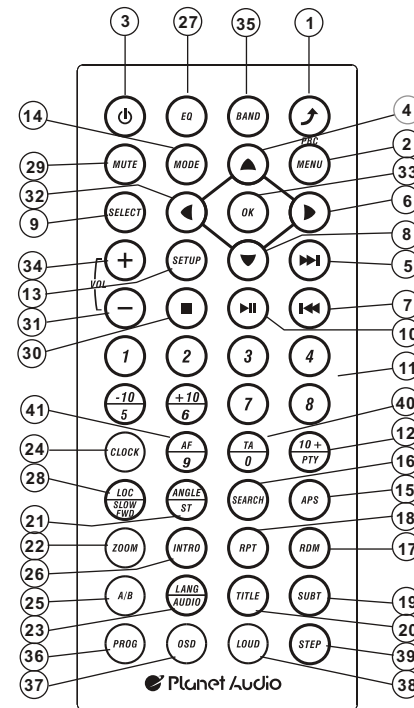 3 27 35 1
EQ BAND
14 4
PBC
29 MUTE MODE MENU 2
32 33
9 SELECT OK 6
8
34 + SETUP 5
13 VOL
31 − 7
30 10
1 2 3 4
11
-10 +10
5 6 7 8
41 40
24 CLOCK AF TA 10+ 12
9 0 PTY
28 LOC ANGLE SEARCH APS 16
SLOW ST 15
FWD
21 18
22 ZOOM INTRO RPT RDM 17
26
25 A/B LANG TITLE SUBT 19
AUDIO
23 20
36 PROG OSD LOUD STEP 39
37 38
Planet Audio